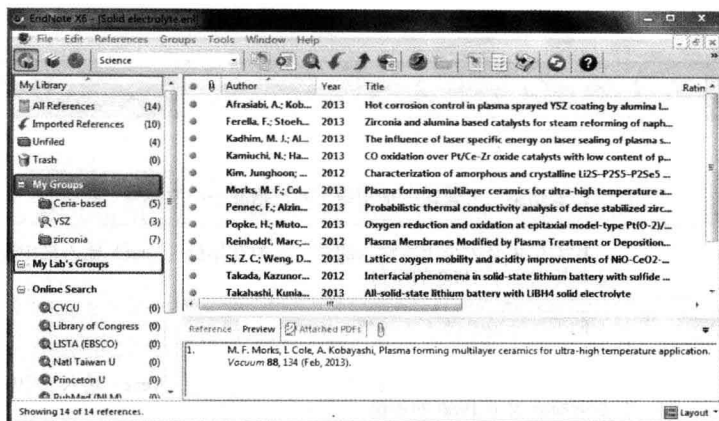 EndNote X6 - [Solid electrolyte.enl]
File Edit References Groups Tools Window Help
Science
My Library
All References (14)
Imported References (10)
Unfiled (4)
Trash (0)
My Groups
Ceria-based (5)
YSZ (3)
zirconia (7)
My Lab's Groups
Online Search
CYCU (0)
Library of Congress (0)
LISTA (EBSCO) (0)
Natl Taiwan U (0)
Princeton U (0)
PubMed (NLM) (0)
Author Year Title Ratin
Afrasiabi, A.; Kob... 2013 Hot corrosion control in plasma sprayed YSZ coating by alumina l...
Ferella, F.; Stoeh... 2013 Zirconia and alumina based catalysts for steam reforming of naph...
Kadhim, M. J.; Al... 2013 The influence of laser specific energy on laser sealing of plasma s...
Kamiuchi, N.; Ha... 2013 CO oxidation over Pt/Ce-Zr oxide catalysts with low content of p...
Kim, Junghoon; ... 2012 Characterization of amorphous and crystalline Li2S-P2S5-P2Se5 ...
Morks, M. F.; Col... 2013 Plasma forming multilayer ceramics for ultra-high temperature a...
Pennec, F.; Alzin... 2013 Probabilistic thermal conductivity analysis of dense stabilized zirc...
Popke, H.; Muto... 2013 Oxygen reduction and oxidation at epitaxial model-type Pt(O-2)/...
Reinholdt, Marc;... 2012 Plasma Membranes Modified by Plasma Treatment or Deposition...
Si, Z. C.; Weng, D... 2013 Lattice oxygen mobility and acidity improvements of NiO-CeO2-...
Takada, Kazunor... 2012 Interfacial phenomena in solid-state lithium battery with sulfide ...
Takahashi, Kunia... 2013 All-solid-state lithium battery with LiBH4 solid electrolyte
Reference Preview Attached PDFs
1. M. F. Morks, I. Cole, A. Kobayashi, Plasma forming multilayer ceramics for ultra-high temperature application.
Vacuum 88, 134 (Feb, 2013).
Showing 14 of 14 references.
Layout